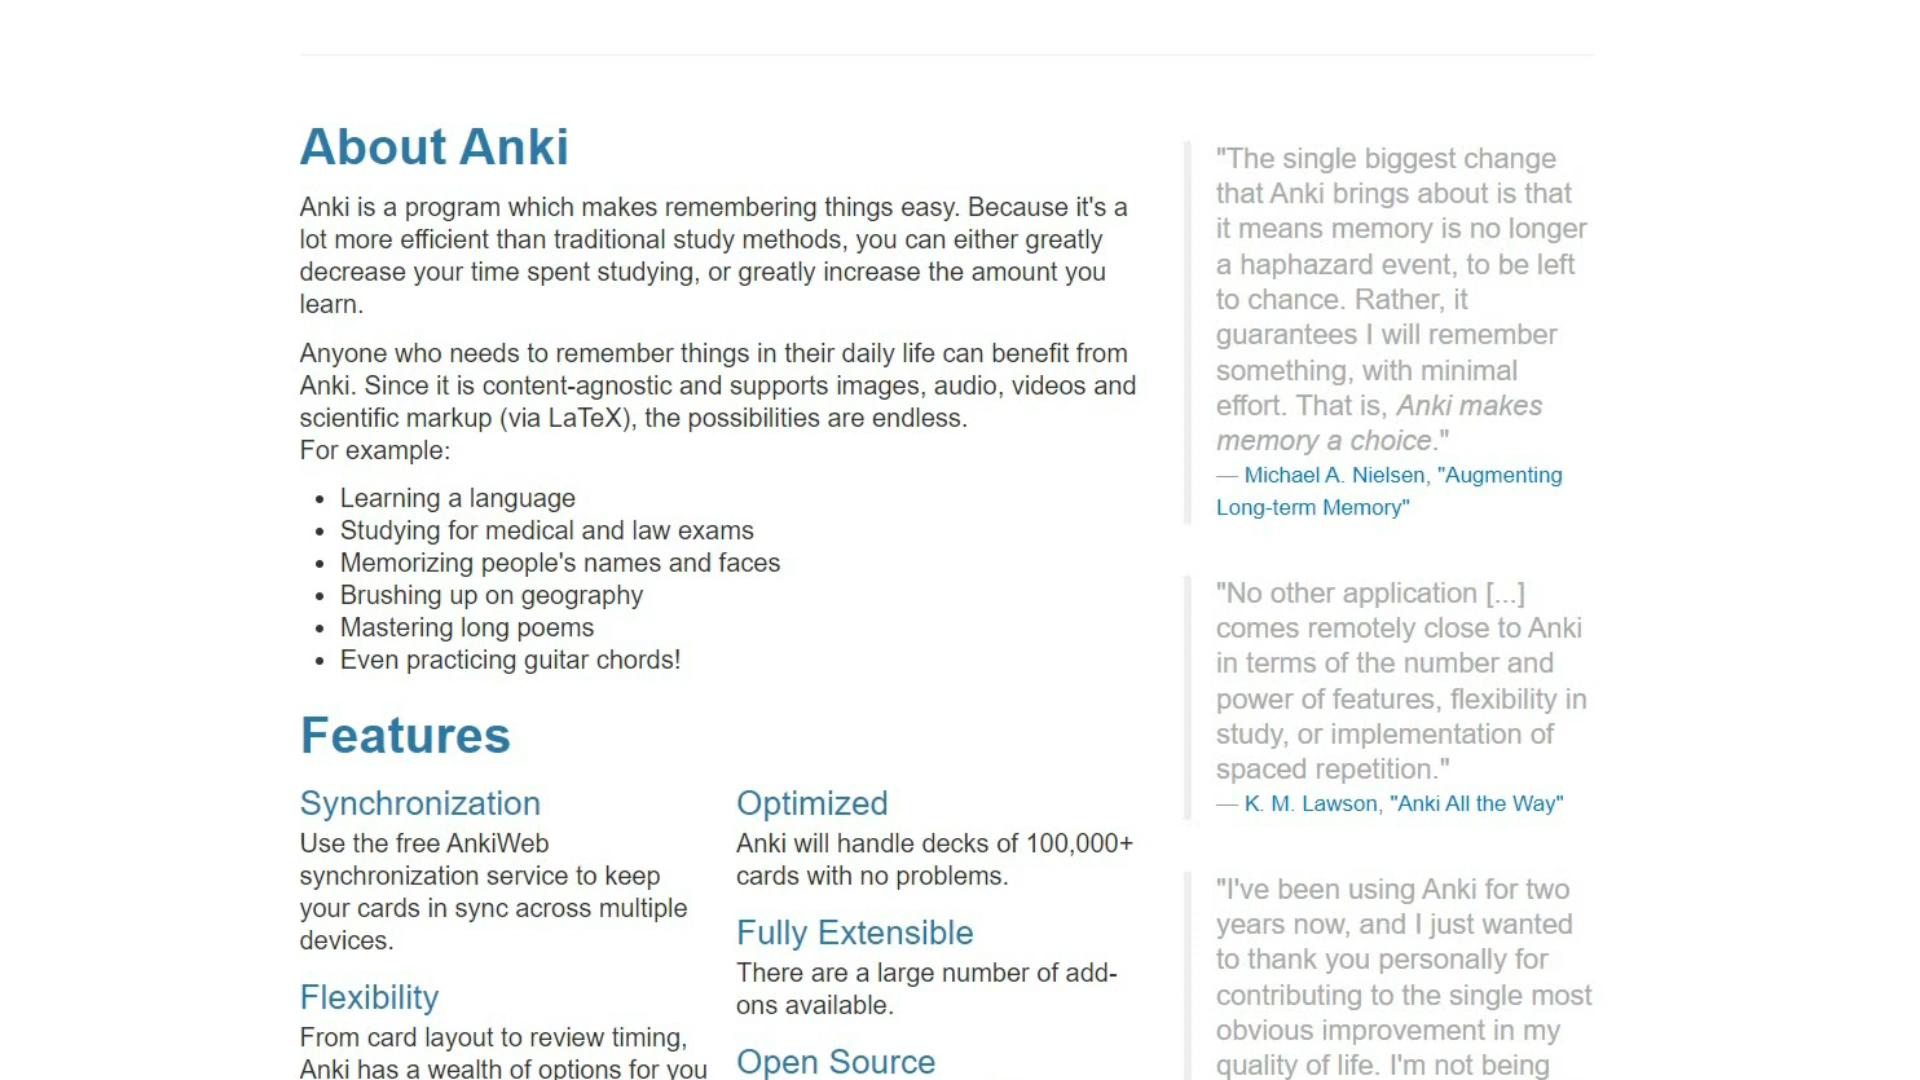 About Anki
Anki is a program which makes remembering things easy. Because it's a
lot more efficient than traditional study methods, you can either greatly
decrease your time spent studying, or greatly increase the amount you
learn.
Anyone who needs to remember things in their daily life can benefit from
Anki. Since it is content-agnostic and supports images, audio, videos and
scientific markup (via LaTeX), the possibilities are endless.
For example:
• Learning a language
• Studying for medical and law exams
• Memorizing people's names and faces
• Brushing up on geography
• Mastering long poems
• Even practicing guitar chords!
Features
Synchronization
Use the free AnkiWeb
synchronization service to keep
your cards in sync across multiple
devices.
Flexibility
From card layout to review timing,
Anki has a wealth of options for you
Optimized
Anki will handle decks of 100,000+
cards with no problems.
Fully Extensible
There are a large number of add-
ons available.
Open Source
"The single biggest change
that Anki brings about is that
it means memory is no longer
a haphazard event, to be left
to chance. Rather, it
guarantees I will remember
something, with minimal
effort. That is, Anki makes
memory a choice."
— Michael A. Nielsen, "Augmenting
Long-term Memory"
"No other application [...]
comes remotely close to Anki
in terms of the number and
power of features, flexibility in
study, or implementation of
spaced repetition."
— K. M. Lawson, "Anki All the Way"
"I've been using Anki for two
years now, and I just wanted
to thank you personally for
contributing to the single most
obvious improvement in my
quality of life. I'm not being